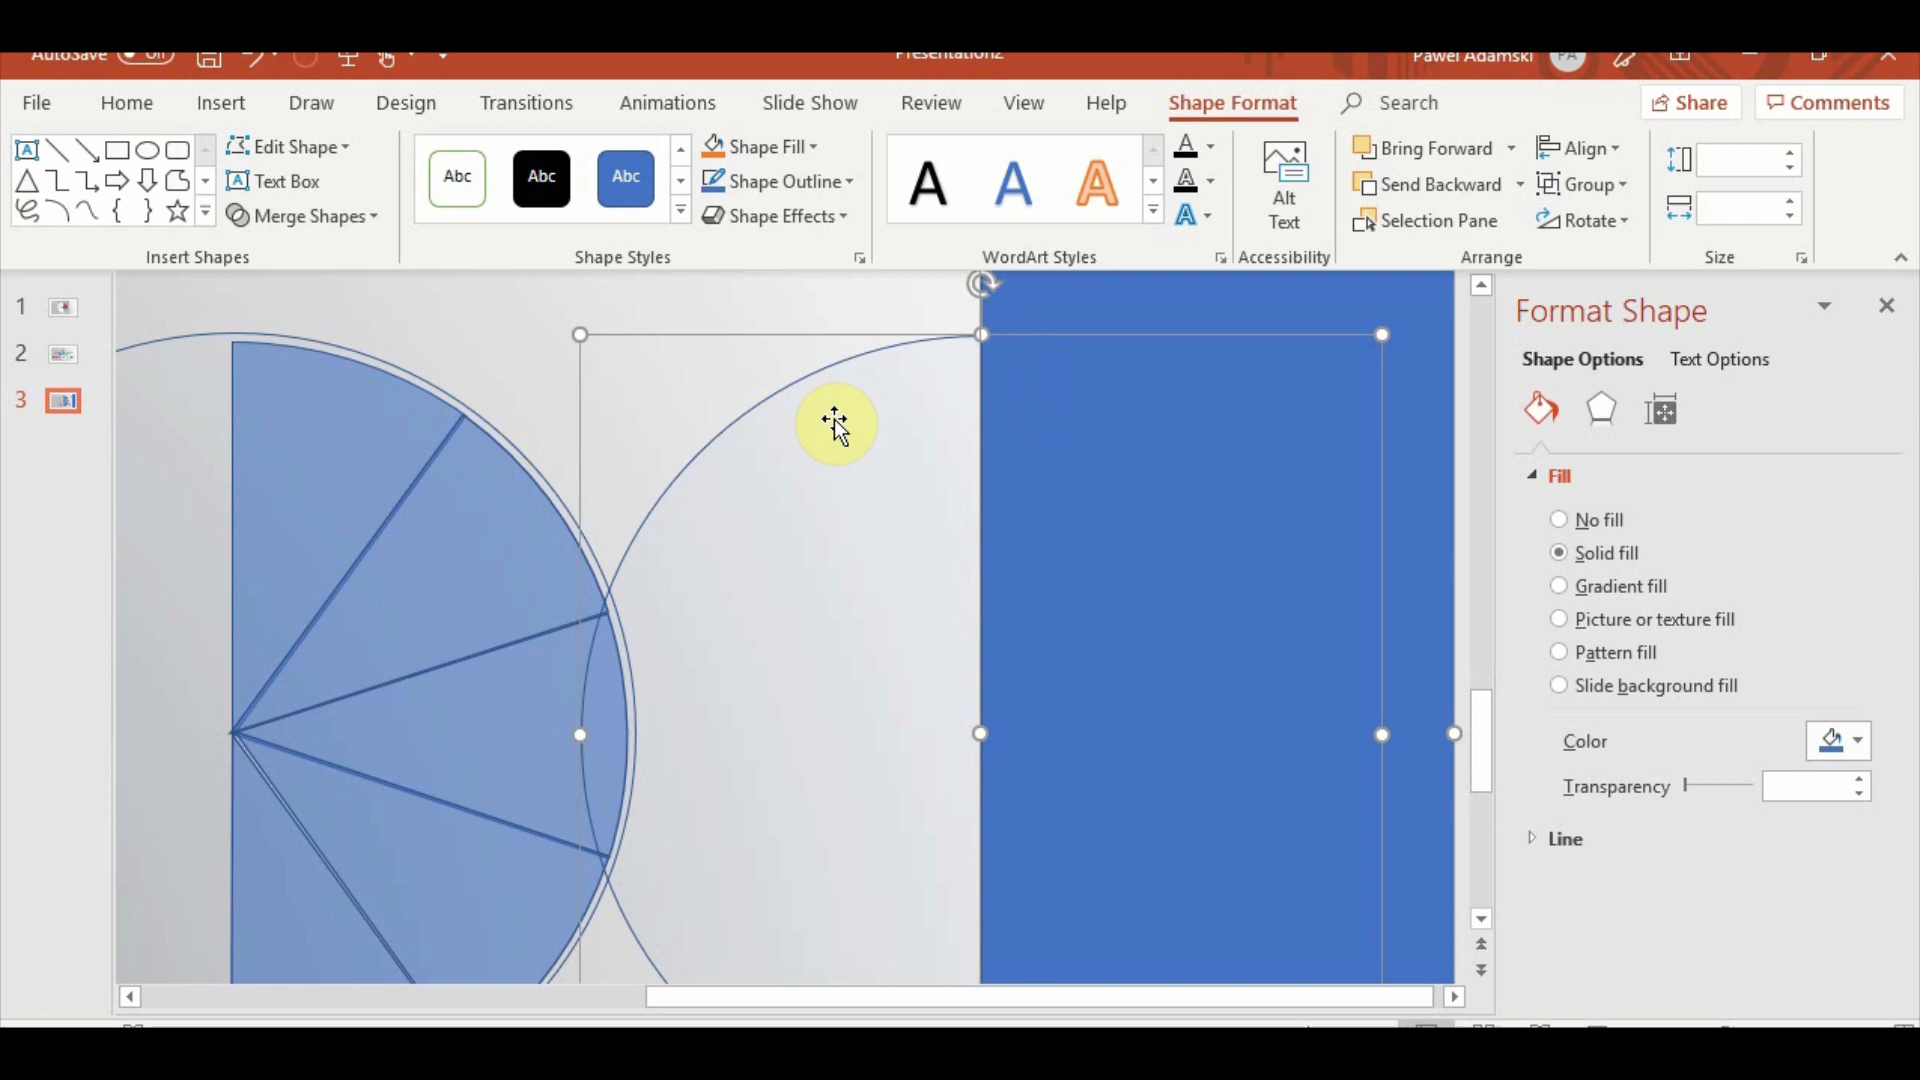 AutoSave Off Presentation2 Pawel Adamski PA
File Home Insert Draw Design Transitions Animations Slide Show Review View Help Shape Format Search Share Comments
Edit Shape Abc Abc Abc Shape Fill A A A A Alt Text Bring Forward Align
Text Box Shape Outline A Send Backward Group
Merge Shapes Shape Effects A Selection Pane Rotate
Insert Shapes Shape Styles WordArt Styles Accessibility Arrange Size
1
2
3
Format Shape
Shape Options Text Options
Fill
No fill
Solid fill
Gradient fill
Picture or texture fill
Pattern fill
Slide background fill
Color
Transparency
Line